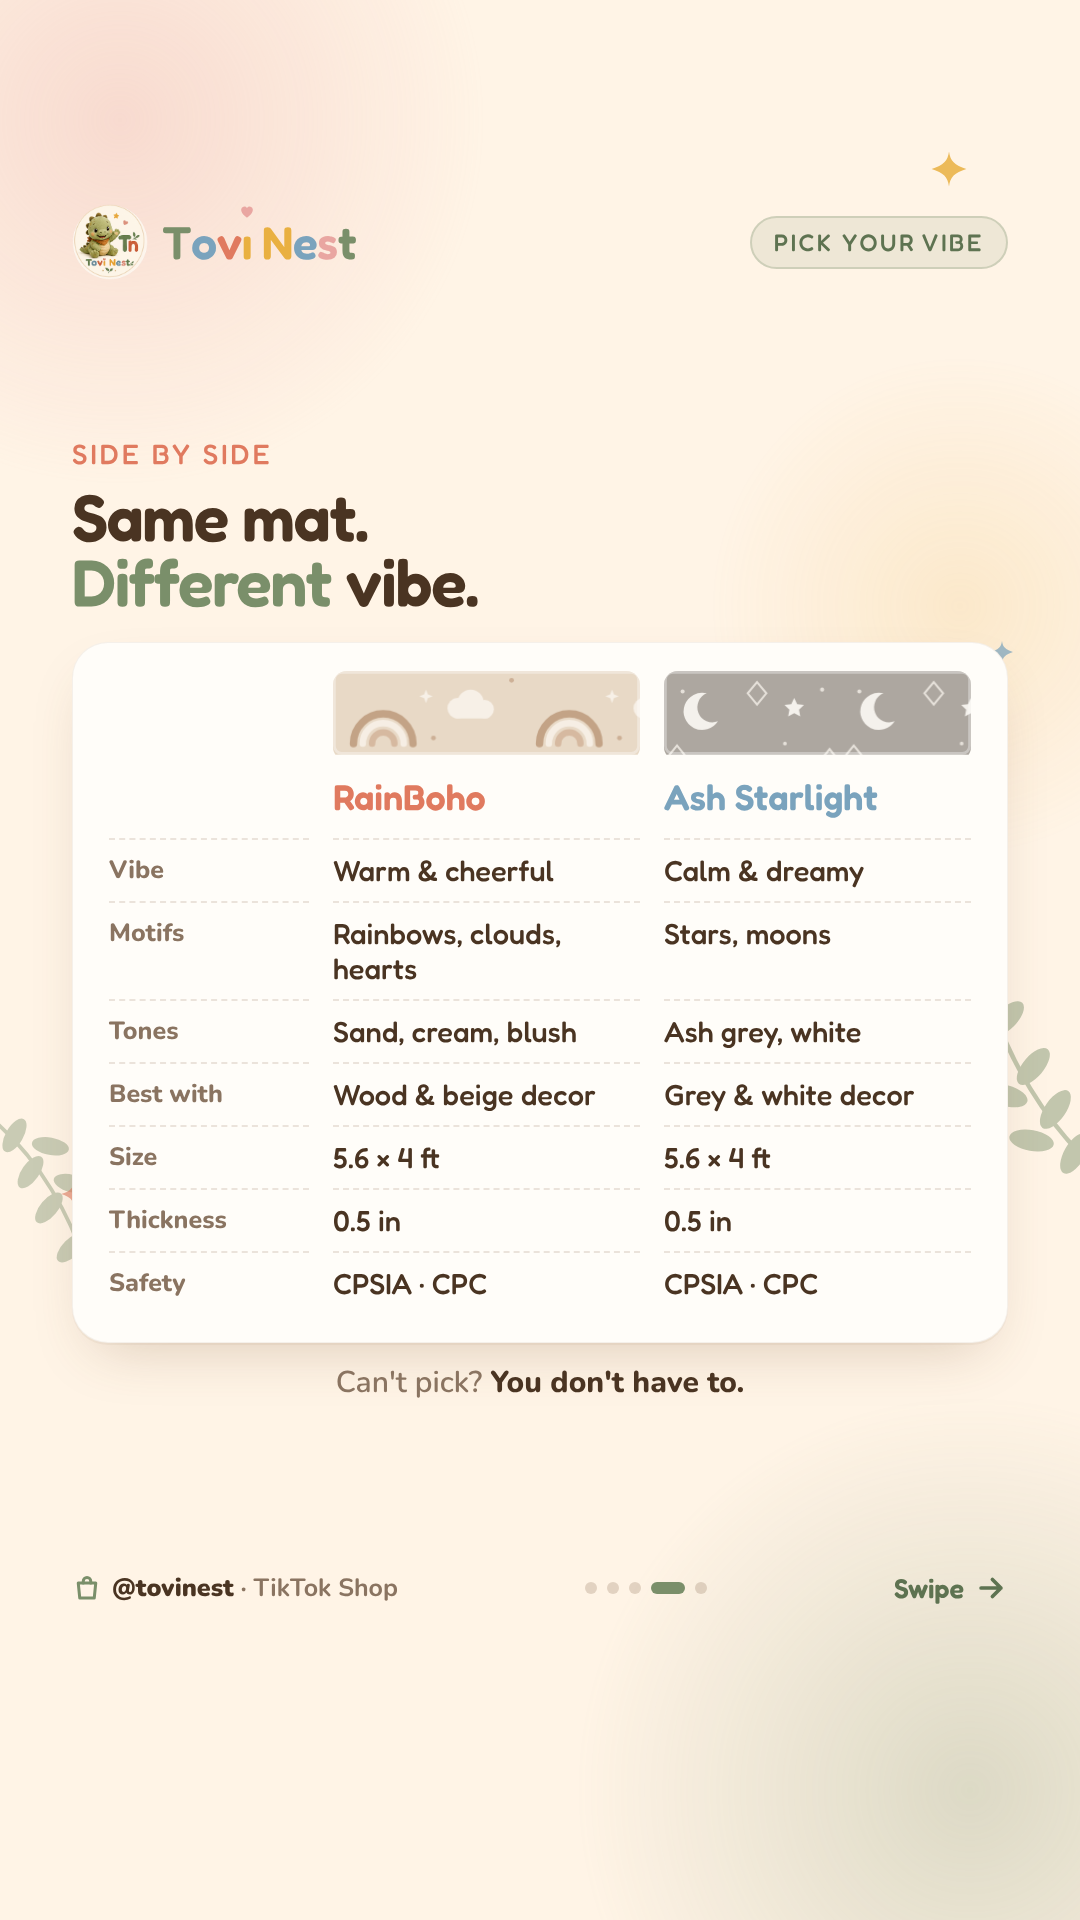 Tn
Tovi Nest
Tovi Nest
PICK YOUR VIBE
SIDE BY SIDE
Same mat.
Different vibe.
RainBoho Ash Starlight
Vibe Warm & cheerful Calm & dreamy
Motifs Rainbows, clouds, hearts Stars, moons
Tones Sand, cream, blush Ash grey, white
Best with Wood & beige decor Grey & white decor
Size 5.6 × 4 ft 5.6 × 4 ft
Thickness 0.5 in 0.5 in
Safety CPSIA · CPC CPSIA · CPC
Can't pick? You don't have to.
@tovinest · TikTok Shop
Swipe →